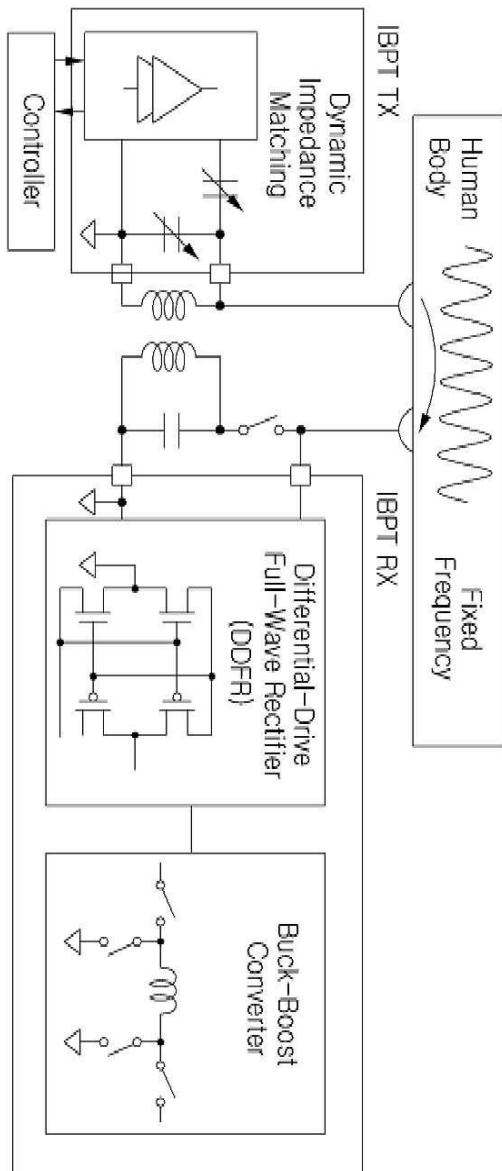 Human
Body
Fixed
Frequency
IBPT TX
Dynamic
Impedance
Matching
Controller
IBPT RX
Differential-Drive
Full-Wave Rectifier
(DDFR)
Buck-Boost
Converter